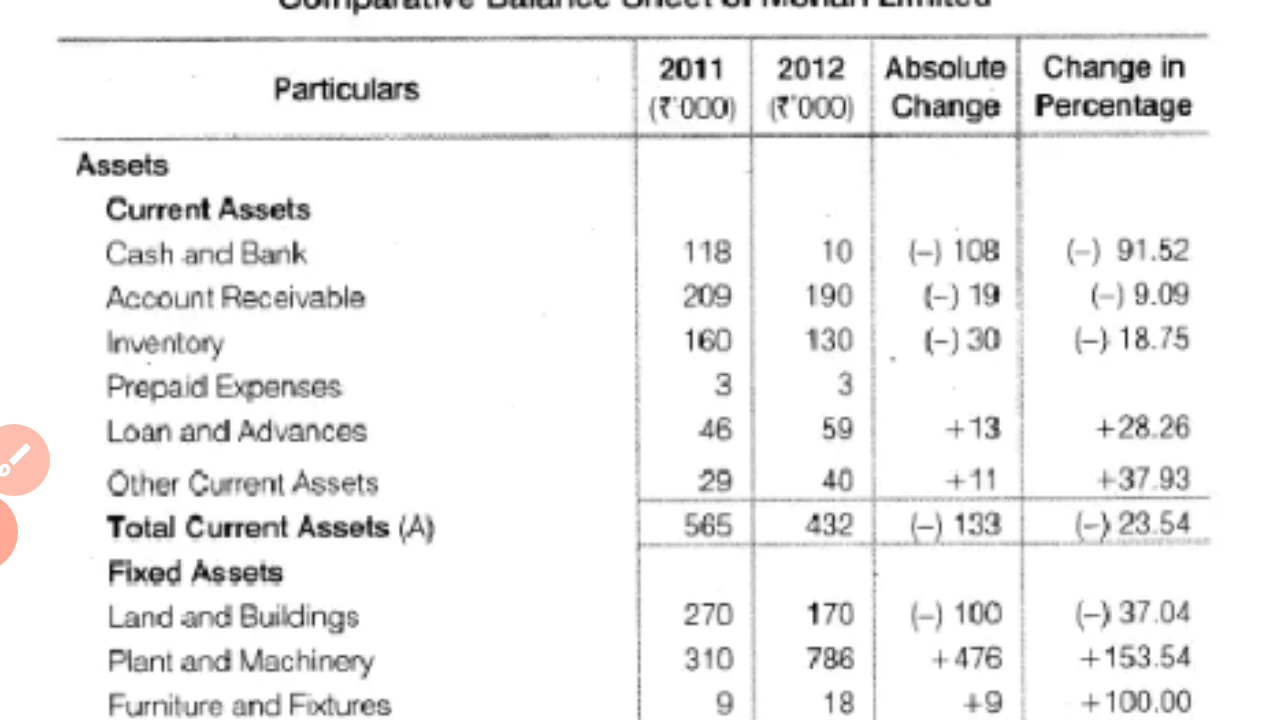 Comparative Balance Sheet of Mohan Limited
Particulars 2011 (₹'000) 2012 (₹'000) Absolute Change Change in Percentage
Assets
Current Assets
Cash and Bank 118 10 (–) 108 (–) 91.52
Account Receivable 209 190 (–) 19 (–) 9.09
Inventory 160 130 (–) 30 (–) 18.75
Prepaid Expenses 3 3
Loan and Advances 46 59 +13 +28.26
Other Current Assets 29 40 +11 +37.93
Total Current Assets (A) 565 432 (–) 133 (–) 23.54
Fixed Assets
Land and Buildings 270 170 (–) 100 (–) 37.04
Plant and Machinery 310 786 +476 +153.54
Furniture and Fixtures 9 18 +9 +100.00